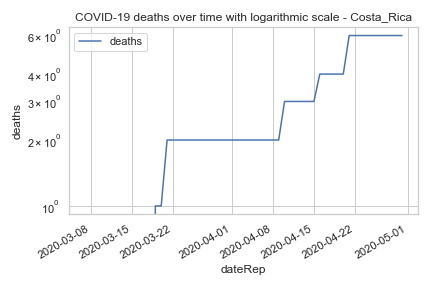 COVID-19 deaths over time with logarithmic scale - Costa_Rica
deaths
6 × 10⁰
4 × 10⁰
3 × 10⁰
2 × 10⁰
10⁰
deaths
2020-03-08
2020-03-15
2020-03-22
2020-04-01
2020-04-08
2020-04-15
2020-04-22
2020-05-01
dateRep